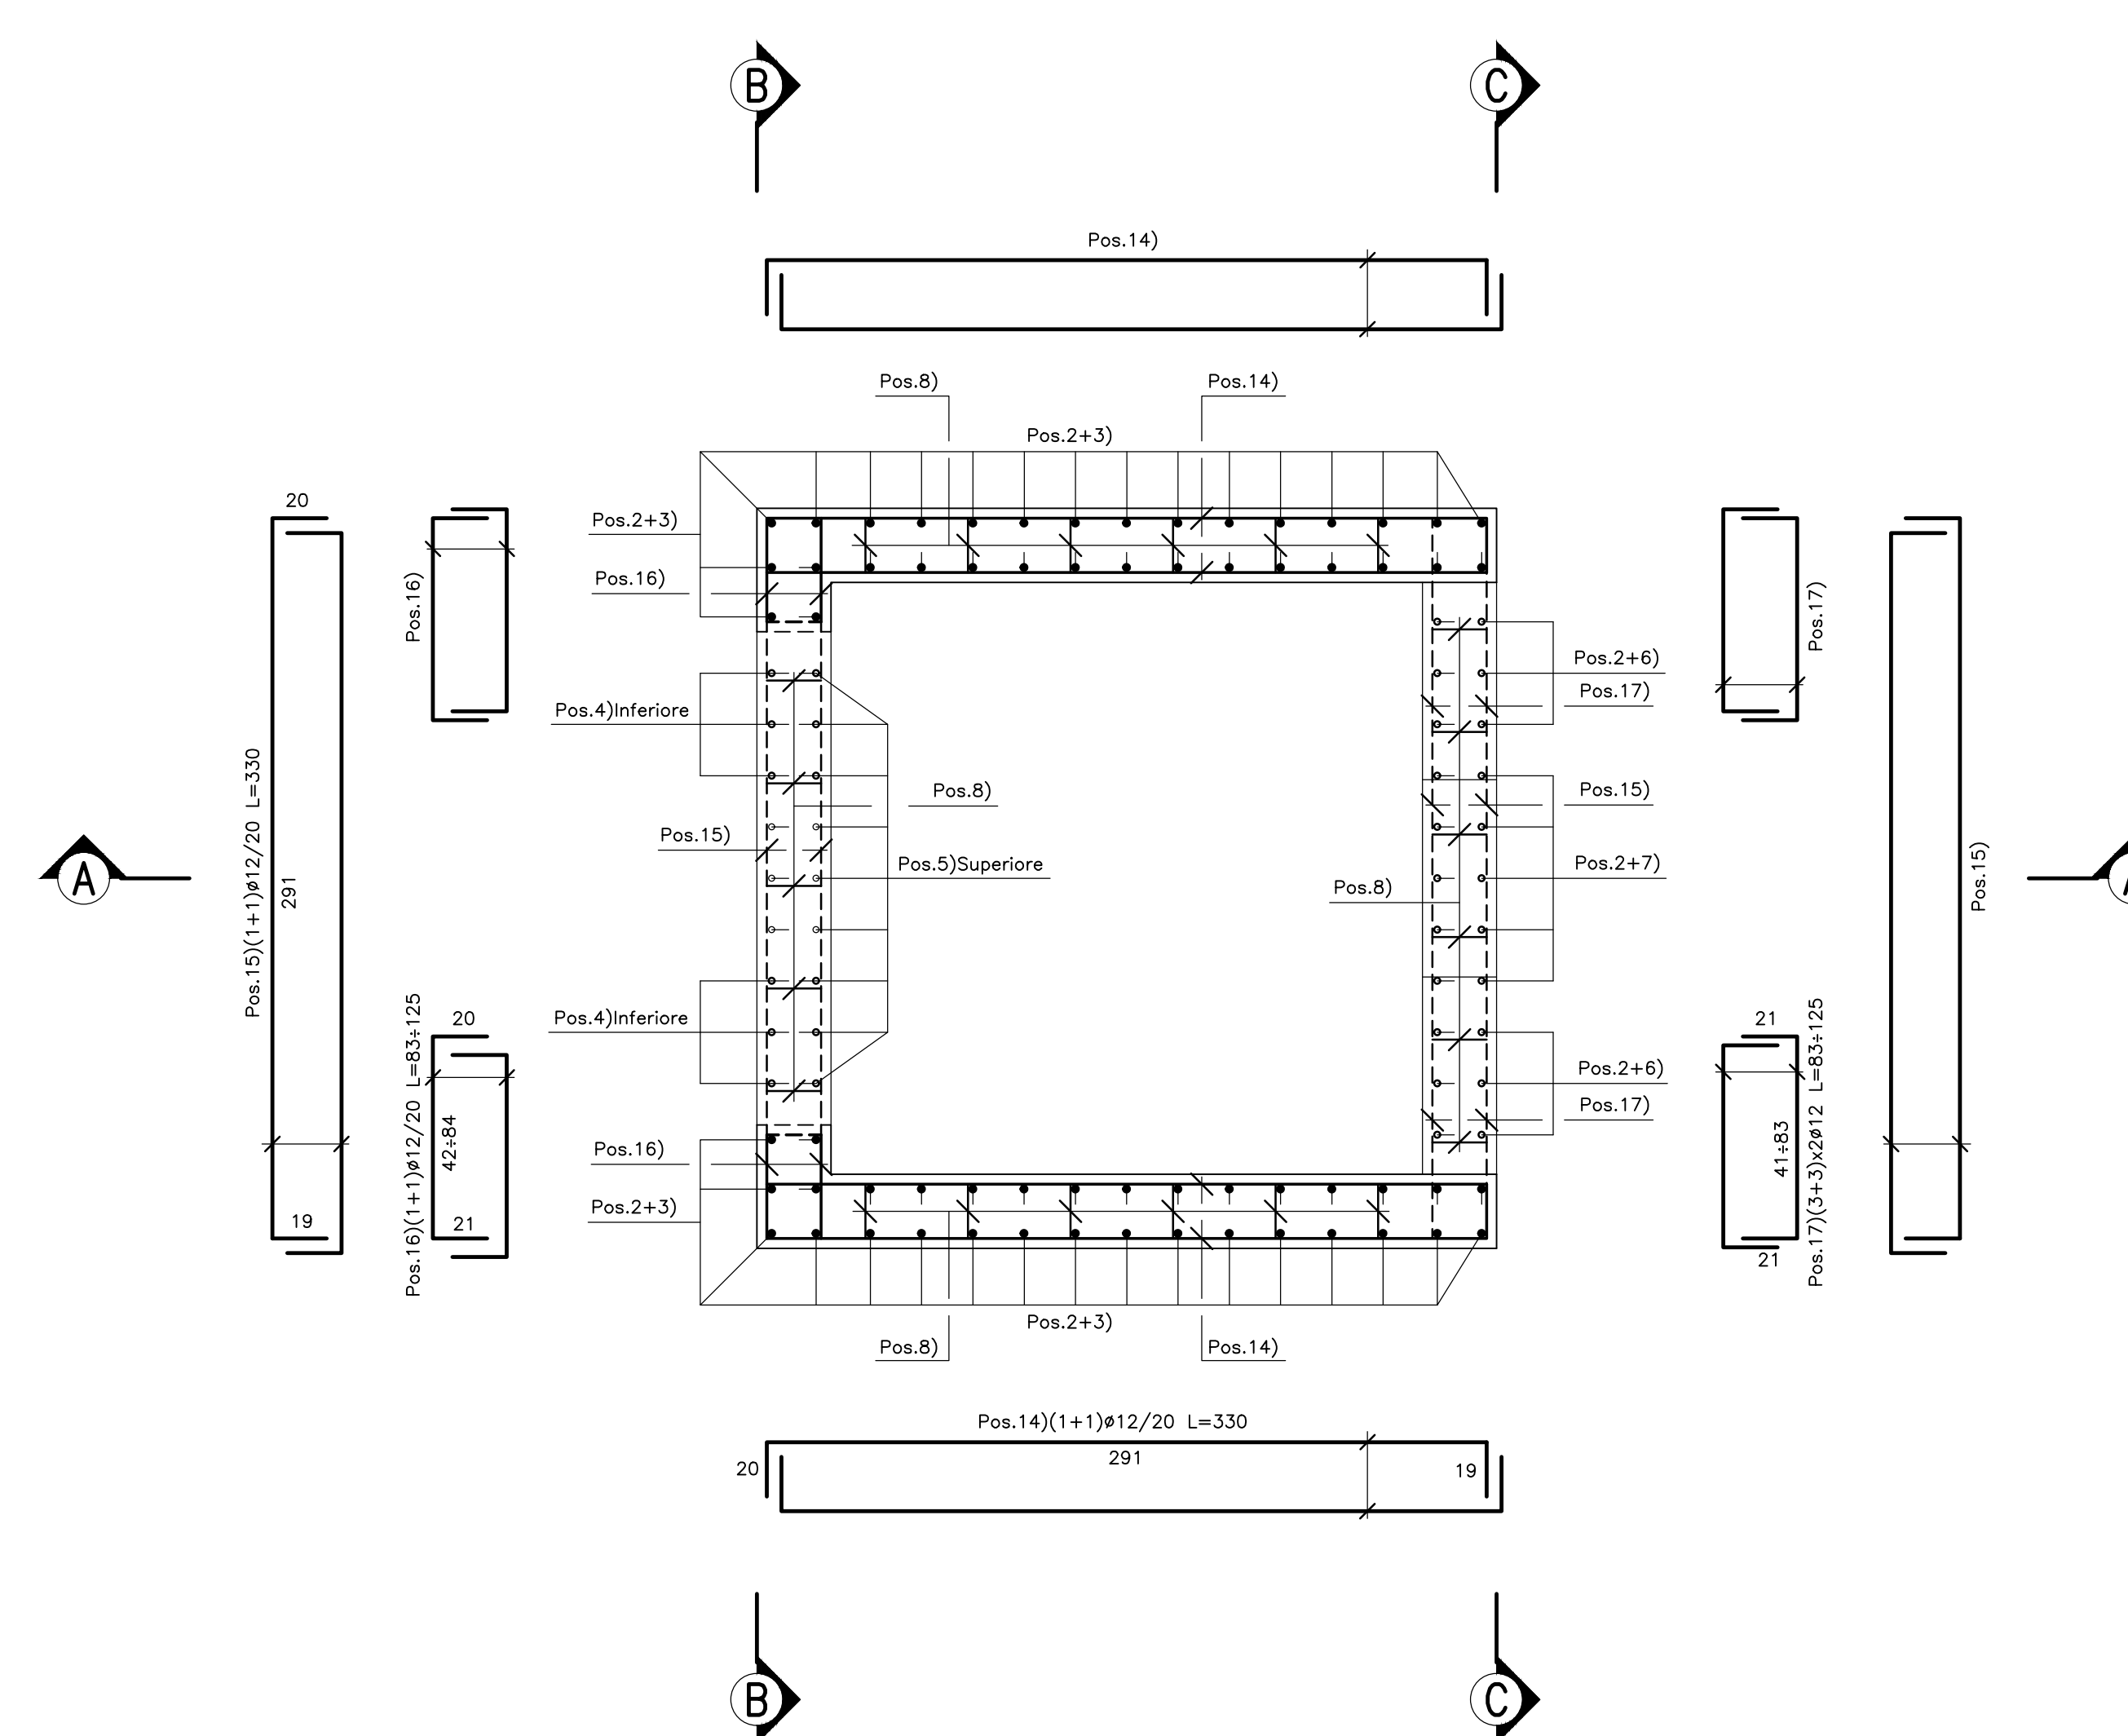 B
C
Pos.14)
Pos.8)
Pos.14)
Pos.2+3)
20
Pos.2+3)
Pos.16)
Pos.16)
Pos.17)
Pos.2+6)
Pos.17)
Pos.4)Inferiore
Pos.8)
Pos.15)
Pos.15)
Pos.5)Superiore
Pos.2+7)
Pos.8)
Pos.15)(1+1)ø12/20 L=330
291
A
Pos.15)
Pos.4)Inferiore
20
21
Pos.16)(1+1)ø12/20 L=83÷125
42÷84
Pos.2+6)
Pos.17)
41÷83
Pos.17)(3+3)x2ø12 L=83÷125
Pos.16)
Pos.2+3)
19
21
21
Pos.2+3)
Pos.8)
Pos.14)
Pos.14)(1+1)ø12/20 L=330
291
20
19
B
C